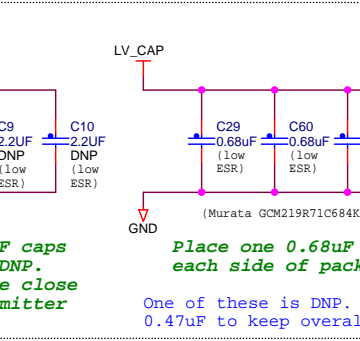 LV_CAP
C9
2.2UF
DNP
(low
ESR)
C10
2.2UF
DNP
(low
ESR)
C29
0.68uF
(low
ESR)
C60
0.68uF
(low
ESR)
GND
(Murata GCM219R71C684K
F caps
DNP.
e close
mitter
Place one 0.68uF
each side of pack
One of these is DNP.
0.47uF to keep overal